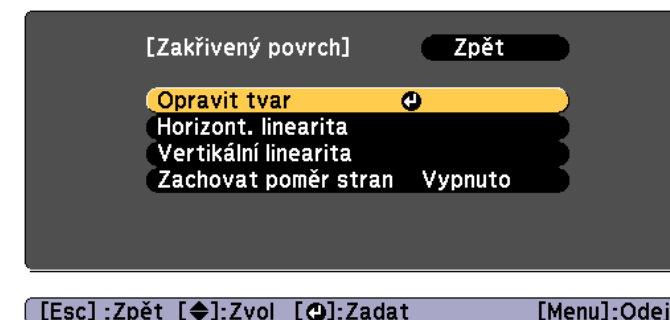 [Zakřivený povrch] Zpět
Opravit tvar
Horizont. linearita
Vertikální linearita
Zachovat poměr stran Vypnuto
[Esc] :Zpět [◆]:Zvol [↵]:Zadat [Menu]:Odej